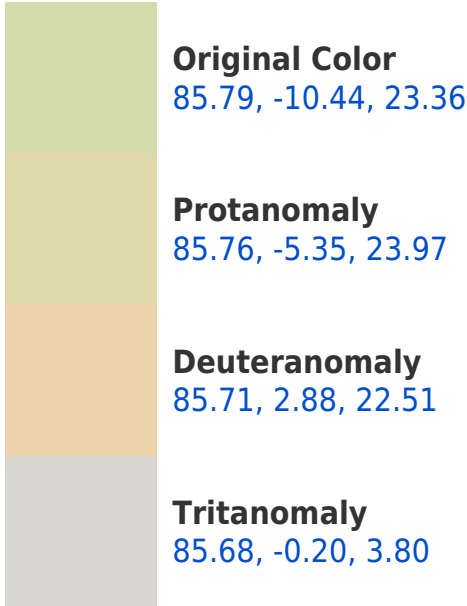 Original Color
85.79, -10.44, 23.36
Protanomaly
85.76, -5.35, 23.97
Deuteranomaly
85.71, 2.88, 22.51
Tritanomaly
85.68, -0.20, 3.80